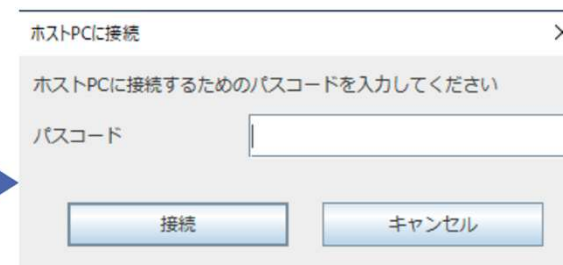 ホストPCに接続
ホストPCに接続するためのパスコードを入力してください
パスコード
接続
キャンセル